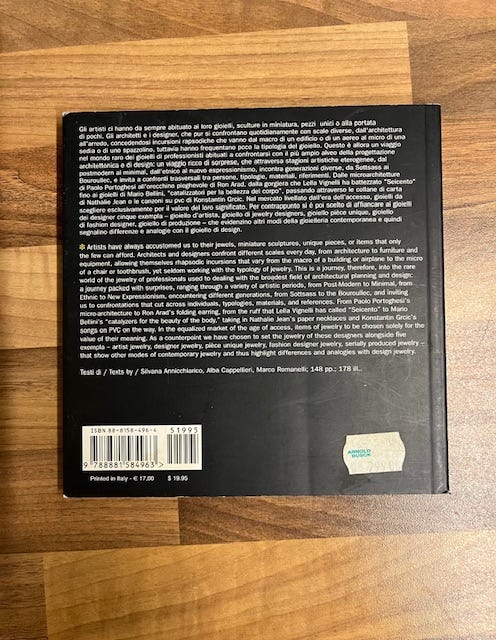 Gli artisti ci hanno da sempre abituato ai loro gioielli, sculture in miniatura, pezzi unici o alla portata
di pochi. Gli architetti e i designer, che pur si confrontano quotidianamente con scale diverse, dall'architettura
all'arredo, concedendosi incursioni rapsodiche che vanno dal macro di un edificio o di un aereo al micro di una
sedia o di uno spazzolino, tuttavia hanno frequentano poco la tipologia del gioiello. Questo è allora un viaggio
nel mondo raro dei gioielli di professionisti abituati a confrontarsi con il più ampio alveo della progettazione
architettonica e di design: un viaggio ricco di sorprese, che attraversa stagioni artistiche eterogenee, dal
postmodern al minimal, dall'etnico al nuovo espressionismo, incontra generazioni diverse, da Sottsass ai
Bouroullec, e invita a confronti trasversali tra persone, tipologie, materiali, riferimenti. Dalle microarchitetture
di Paolo Portoghesi all'orecchino pieghevole di Ron Arad, dalla gorgiera che Lella Vignelli ha battezzato "Seicento"
fino ai gioielli di Mario Bellini, "catalizzatori per la bellezza del corpo", passando attraverso le collane di carta
di Nathalie Jean e le canzoni su pvc di Konstantin Grcic. Nel mercato livellato dall'era dell'accesso, gioielli da
scegliere esclusivamente per il valore del loro significato. Per contrappunto si è poi scelto di affiancare ai gioielli
dei designer cinque esempi – gioiello d'artista, gioiello di jewelry designers, gioiello pièce unique, gioiello
di fashion designer, gioiello di produzione – che evidenzino altri modi della gioielleria contemporanea e quindi
segnalino differenze e analogie con il gioiello di design.
✼ Artists have always accustomed us to their jewels, miniature sculptures, unique pieces, or items that only
the few can afford. Architects and designers confront different scales every day, from architecture to furniture and
equipment, allowing themselves rhapsodic incursions that vary from the macro of a building or airplane to the micro
of a chair or toothbrush, yet seldom working with the typology of jewelry. This is a journey, therefore, into the rare
world of the jewelry of professionals used to dealing with the broadest field of architectural planning and design:
a journey packed with surprises, ranging through a variety of artistic periods, from Post-Modern to Minimal, from
Ethnic to New Expressionism, encountering different generations, from Sottsass to the Bouroullec, and inviting
us to confrontations that cut across individuals, typologies, materials, and references. From Paolo Portoghesi's
micro-architecture to Ron Arad's folding earring, from the ruff that Lella Vignelli has called "Seicento" to Mario
Bellini's "catalyzers for the beauty of the body," taking in Nathalie Jean's paper necklaces and Konstantin Grcic's
songs on PVC on the way. In the equalized market of the age of access, items of jewelry to be chosen solely for the
value of their meaning. As a counterpoint we have chosen to set the jewelry of these designers alongside five
examples – artist jewelry, designer jewelry, pièce unique jewelry, fashion designer jewelry, serially produced jewelry –
that show other modes of contemporary jewelry and thus highlight differences and analogies with design jewelry.
Testi di / Texts by / Silvana Annicchiarico, Alba Cappellieri, Marco Romanelli; 148 pp.; 178 ill..
ISBN 88-8158-496-4
51995
9 788881 584963 >
Printed in Italy - € 17,00 $ 19.95
ARNOLD
BUSCK